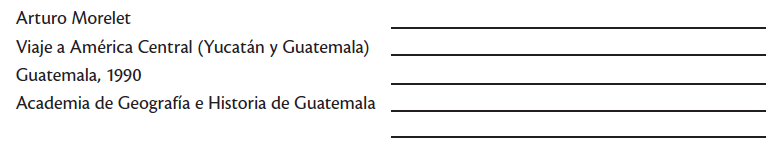 Arturo Morelet
Viaje a América Central (Yucatán y Guatemala)
Guatemala, 1990
Academia de Geografía e Historia de Guatemala